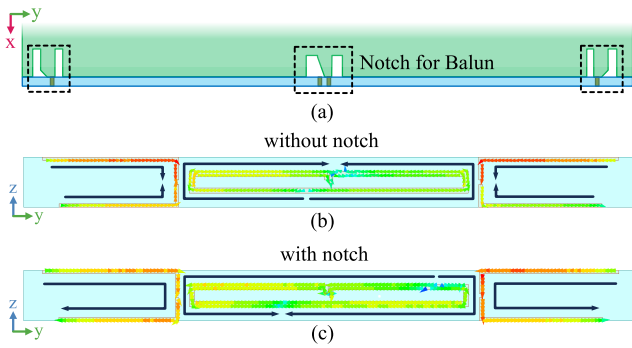 y
x
Notch for Balun
(a)
without notch
z
y
(b)
with notch
z
y
(c)